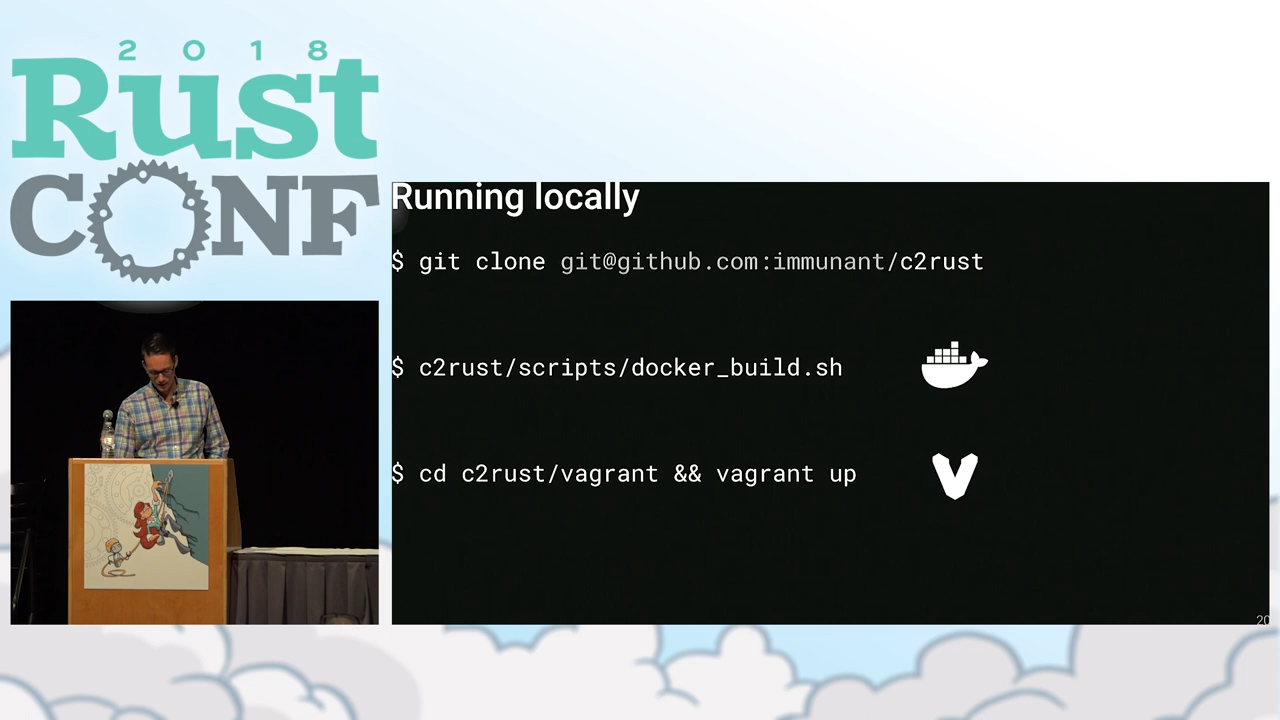 2018
Rust
CONF
Running locally
$ git clone git@github.com:immunant/c2rust
$ c2rust/scripts/docker_build.sh
$ cd c2rust/vagrant && vagrant up
20